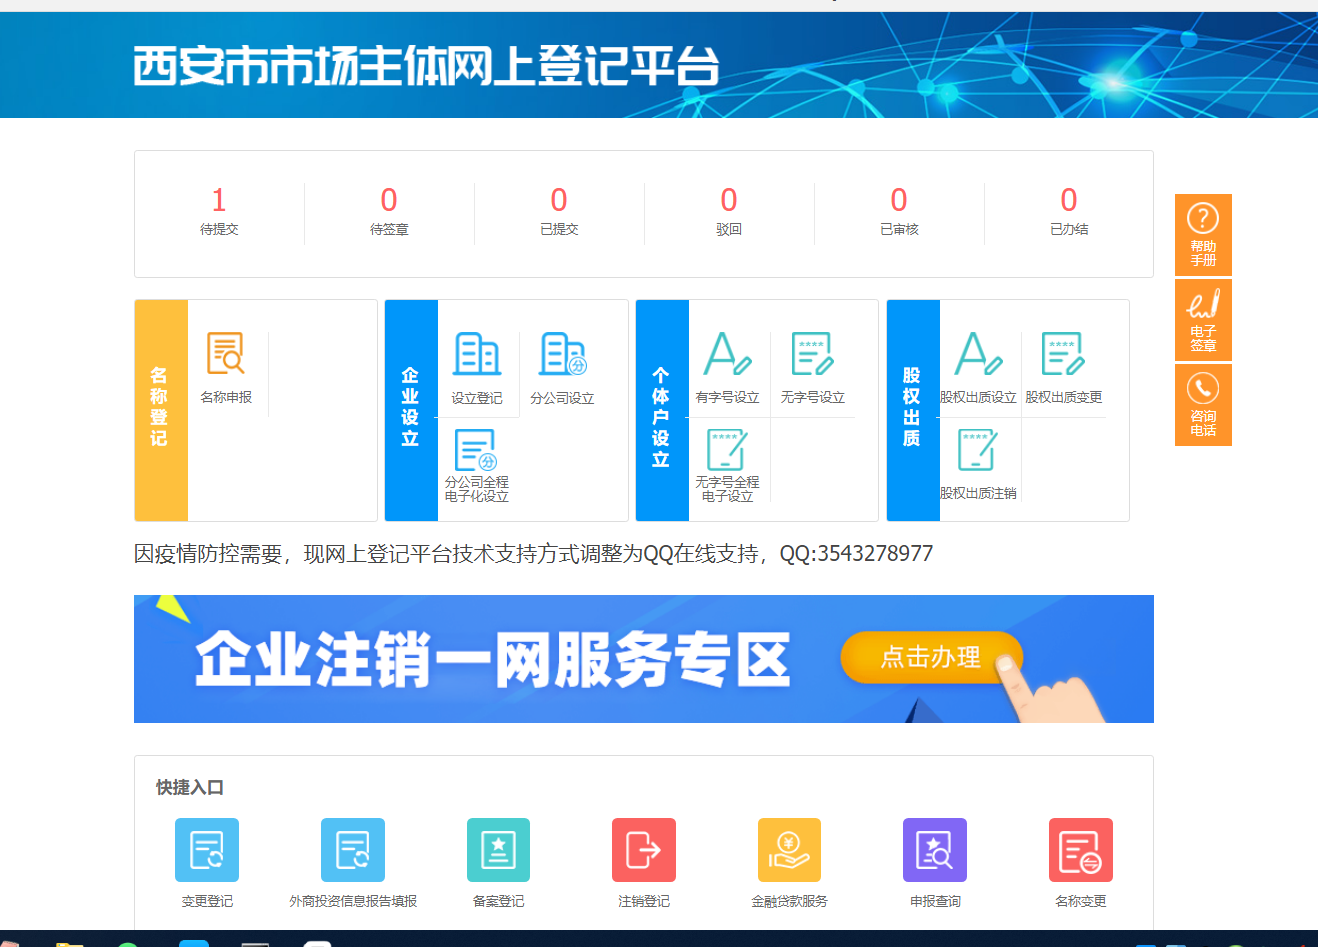 西安市市场主体网上登记平台
1
待提交
0
待签章
0
已提交
0
驳回
0
已审核
0
已办结
帮助
手册
电子
签章
咨询
电话
名称登记
名称申报
企业设立
设立登记
分
分公司设立
分
分公司全程
电子化设立
个体户设立
有字号设立
无字号设立
无字号全程
电子设立
股权出质
股权出质设立
股权出质变更
股权出质注销
因疫情防控需要，现网上登记平台技术支持方式调整为QQ在线支持，QQ:3543278977
企业注销一网服务专区
点击办理
快捷入口
变更登记
外商投资信息报告填报
备案登记
注销登记
金融贷款服务
申报查询
名称变更